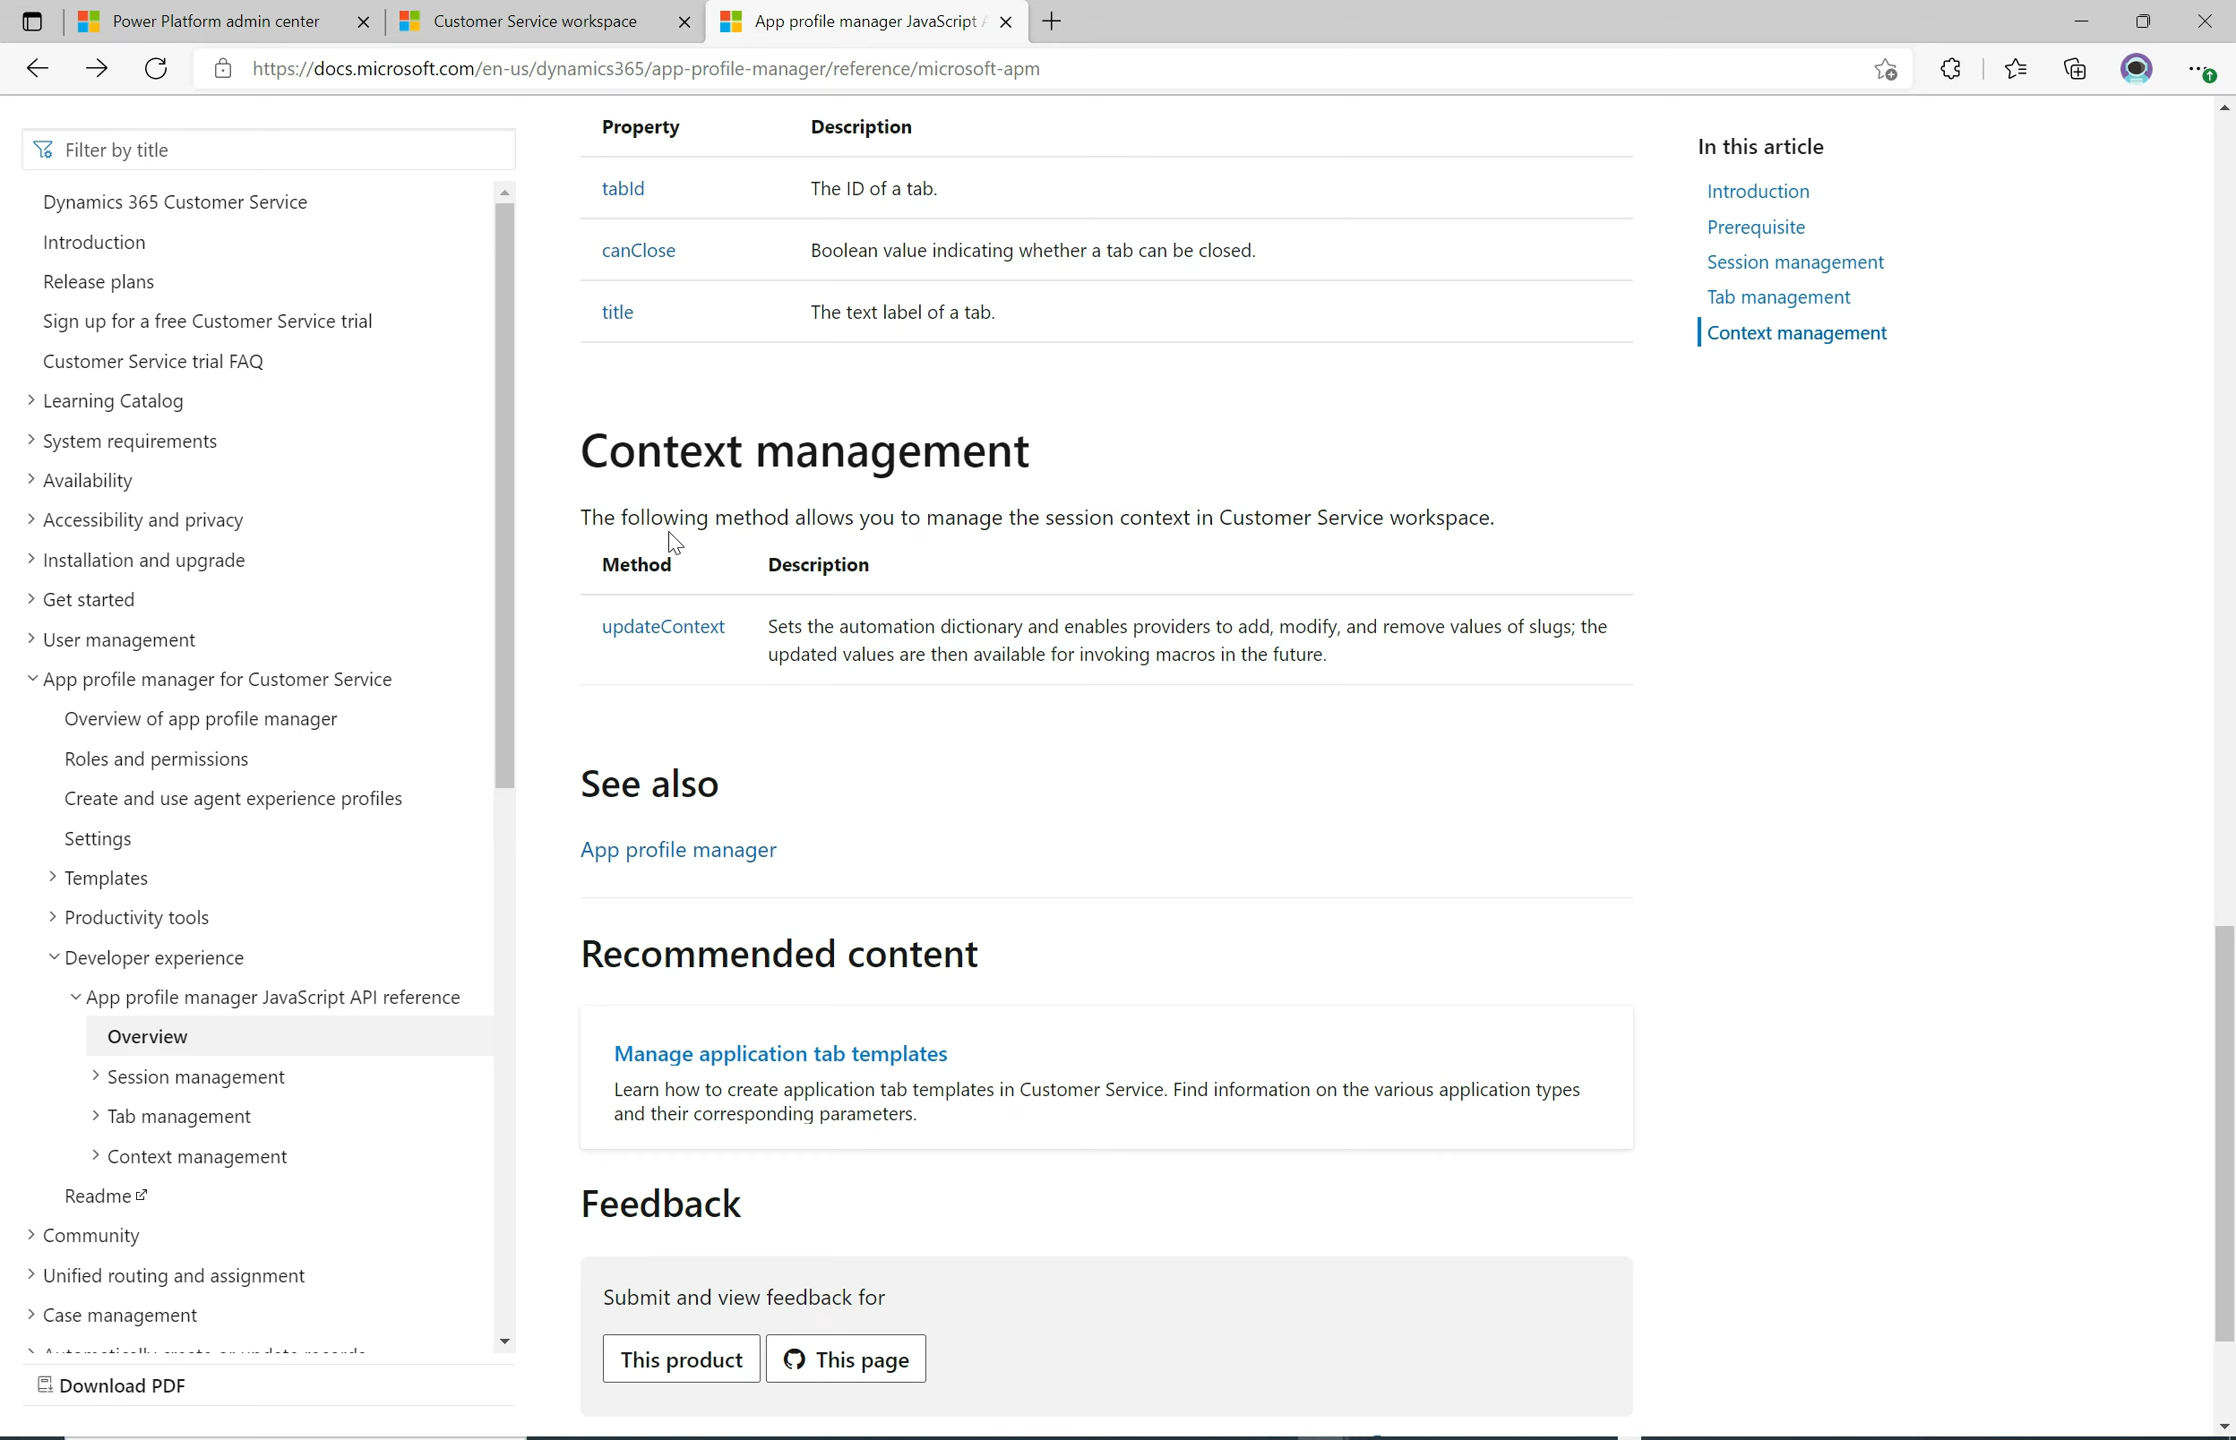 Power Platform admin center
Customer Service workspace
App profile manager JavaScript A
https://docs.microsoft.com/en-us/dynamics365/app-profile-manager/reference/microsoft-apm
Filter by title
Dynamics 365 Customer Service
Introduction
Release plans
Sign up for a free Customer Service trial
Customer Service trial FAQ
Learning Catalog
System requirements
Availability
Accessibility and privacy
Installation and upgrade
Get started
User management
App profile manager for Customer Service
Overview of app profile manager
Roles and permissions
Create and use agent experience profiles
Settings
Templates
Productivity tools
Developer experience
App profile manager JavaScript API reference
Overview
Session management
Tab management
Context management
Readme
Community
Unified routing and assignment
Case management
Download PDF
Property Description
tabId The ID of a tab.
canClose Boolean value indicating whether a tab can be closed.
title The text label of a tab.
Context management
The following method allows you to manage the session context in Customer Service workspace.
Method Description
updateContext Sets the automation dictionary and enables providers to add, modify, and remove values of slugs; the
updated values are then available for invoking macros in the future.
See also
App profile manager
Recommended content
Manage application tab templates
Learn how to create application tab templates in Customer Service. Find information on the various application types
and their corresponding parameters.
Feedback
Submit and view feedback for
This product This page
In this article
Introduction
Prerequisite
Session management
Tab management
Context management